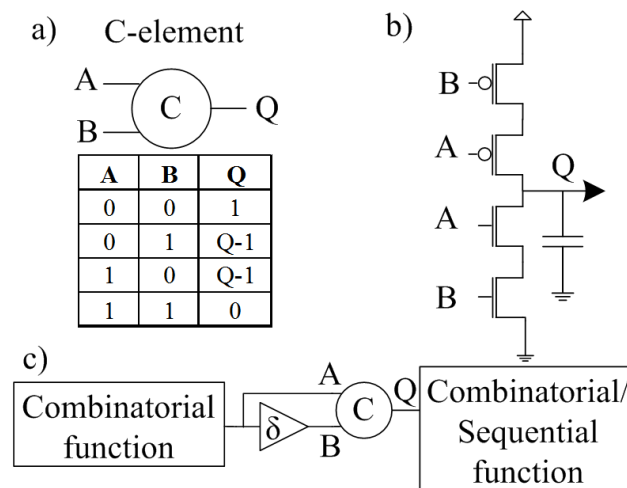 a) C-element
A
B
C
Q
A B Q
0 0 1
0 1 Q-1
1 0 Q-1
1 1 0
b)
B
A
Q
A
B
c)
Combinatorial
function
δ
A
B
C
Q
Combinatorial/
Sequential
function